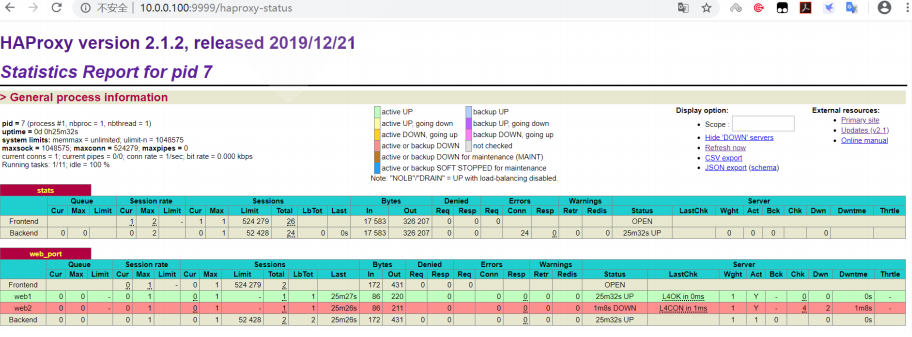 不安全 10.0.0.100:9999/haproxy-status
HAProxy version 2.1.2, released 2019/12/21
Statistics Report for pid 7
> General process information
pid = 7 (process #1, nbproc = 1, nbthread = 1)
uptime = 0d 0h25m32s
system limits: memmax = unlimited; ulimit-n = 1048575
maxsock = 1048575; maxconn = 524279; maxpipes = 0
current conns = 1; current pipes = 0/0; conn rate = 1/sec; bit rate = 0.000 kbps
Running tasks: 1/11; idle = 100 %
active UP backup UP
active UP, going down backup UP, going down
active DOWN, going up backup DOWN, going up
active or backup DOWN not checked
active or backup DOWN for maintenance (MAINT)
active or backup SOFT STOPPED for maintenance
Note: "NOLB"/"DRAIN" = UP with load-balancing disabled.
Display option:
Scope :
Hide 'DOWN' servers
Refresh now
CSV export
JSON export (schema)
External resources:
Primary site
Updates (v2.1)
Online manual
stats
Queue Session rate Sessions Bytes Denied Errors Warnings Server
Cur Max Limit Cur Max Limit Cur Max Limit Total LbTot Last In Out Req Resp Req Conn Resp Retr Redis Status LastChk Wght Act Bck Chk Dwn Dwntme Thrtle
Frontend 1 2 - 1 1 524 279 26 17 583 326 207 0 0 0 OPEN
Backend 0 0 0 2 0 1 52 428 24 0 0s 17 583 326 207 0 0 24 0 0 0 25m32s UP 0 0 0 0
web_port
Queue Session rate Sessions Bytes Denied Errors Warnings Server
Cur Max Limit Cur Max Limit Cur Max Limit Total LbTot Last In Out Req Resp Req Conn Resp Retr Redis Status LastChk Wght Act Bck Chk Dwn Dwntme Thrtle
Frontend 0 1 - 0 1 524 279 2 172 431 0 0 0 OPEN
web1 0 0 - 0 1 0 1 - 1 1 25m27s 86 220 0 0 0 0 0 25m32s UP L4OK in 0ms 1 Y - 0 0 0s -
web2 0 0 - 0 1 0 1 - 1 1 25m26s 86 211 0 0 0 0 0 1m8s DOWN L4CON in 1ms 1 Y - 4 2 1m8s -
Backend 0 0 0 1 0 1 52 428 2 2 25m26s 172 431 0 0 0 0 0 0 25m32s UP 1 1 0 0 0s